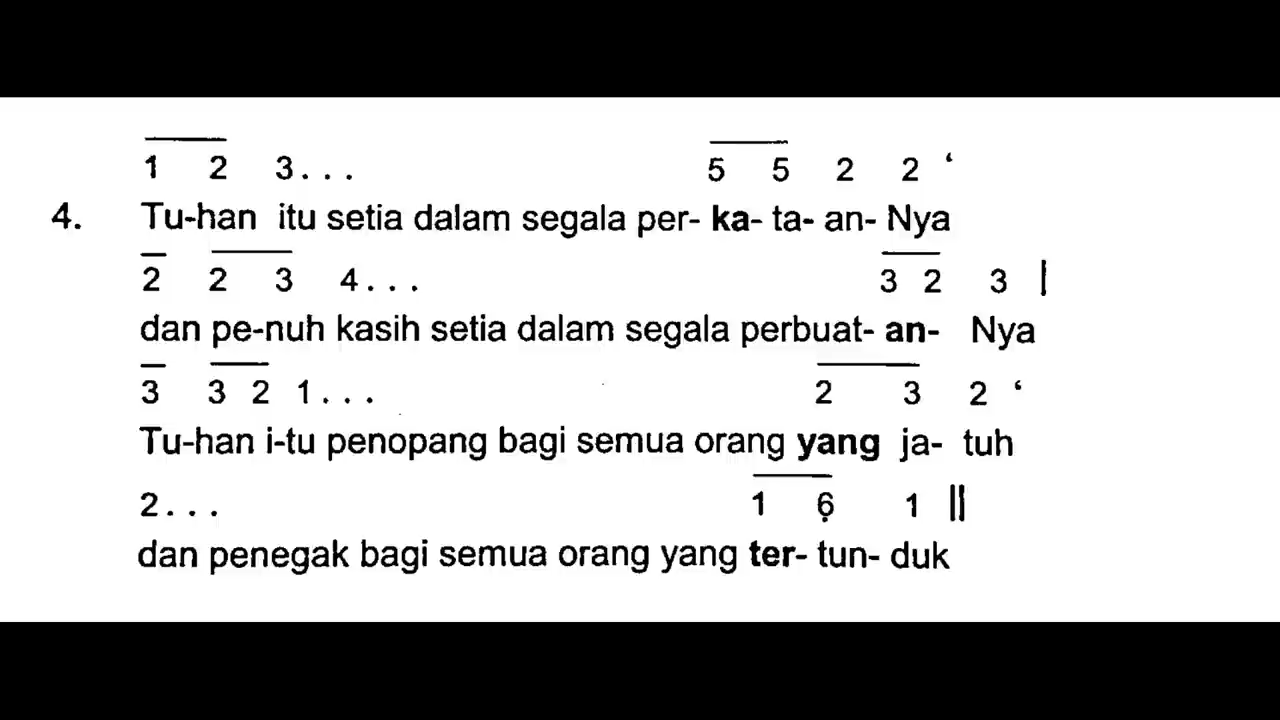 1 2 3... 5 5 2 2 ‘
4. Tu-han itu setia dalam segala per- ka- ta- an- Nya
2 2 3 4... 3 2 3 |
dan pe-nuh kasih setia dalam segala perbuat- an- Nya
3 3 2 1... 2 3 2 ‘
Tu-han i-tu penopang bagi semua orang yang ja- tuh
2... 1 6̣ 1 ||
dan penegak bagi semua orang yang ter- tun- duk